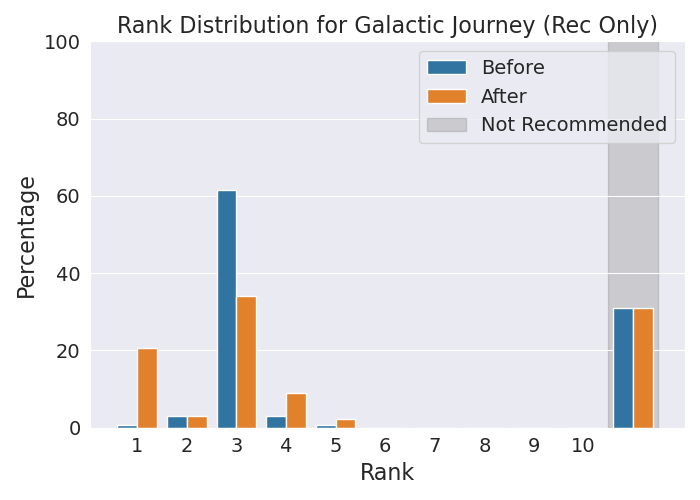 Rank Distribution for Galactic Journey (Rec Only)
100
80
60
40
20
0
Percentage
Before
After
Not Recommended
1 2 3 4 5 6 7 8 9 10
Rank